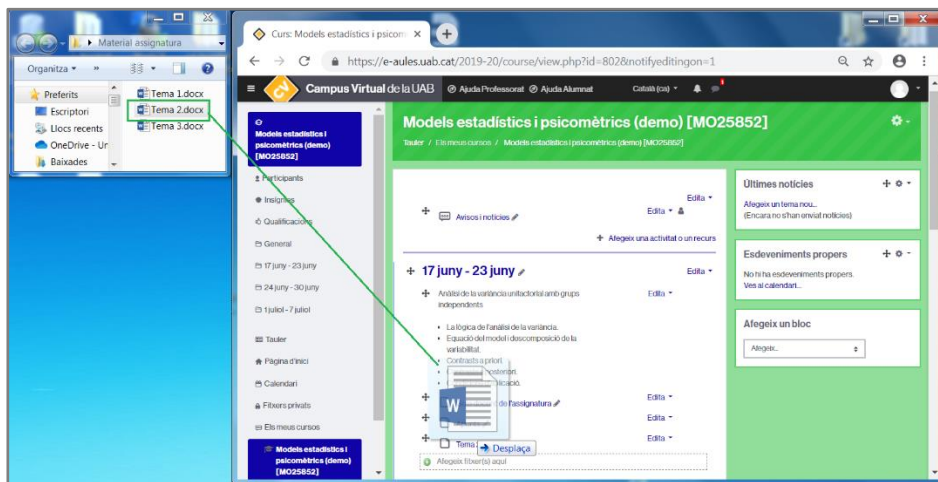 Material assignatura
Organitza
»
Preferits
Escriptori
Llocs recents
OneDrive - Ur
Baixades
Tema 1.docx
Tema 2.docx
Tema 3.docx
Curs: Models estadístics i psicom
https://e-aules.uab.cat/2019-20/course/view.php?id=802&notifyeditingon=1
Campus Virtual de la UAB
Ajuda Professorat
Ajuda Alumnat
Català (ca)
Models estadístics i psicomètrics (demo) [MO25852]
Participants
Insígnies
Qualificacions
General
17 juny - 23 juny
24 juny - 30 juny
1 juliol - 7 juliol
Tauler
Pàgina d'inici
Calendari
Fitxers privats
Els meus cursos
Models estadístics i psicomètrics (demo) [MO25852]
Models estadístics i psicomètrics (demo) [MO25852]
Tauler / Els meus cursos / Models estadístics i psicomètrics (demo) [MO25852]
Edita
Avisos i notícies
Edita
Afegeix una activitat o un recurs
17 juny - 23 juny
Edita
Anàlisi de la variància unifactorial amb grups
independents
Edita
La lògica de l'anàlisi de la variància.
Equació del model i descomposició de la
variabilitat.
Contrasts a priori.
posteriori.
licació.
de l'assignatura
Edita
Edita
Tema
Edita
W
Desplaça
Afegeix fitxer(s) aquí
Últimes notícies
Afegeix un tema nou...
(Encara no s'han enviat notícies)
Esdeveniments propers
No hi ha esdeveniments propers
Ves al calendari...
Afegeix un bloc
Afegeix...